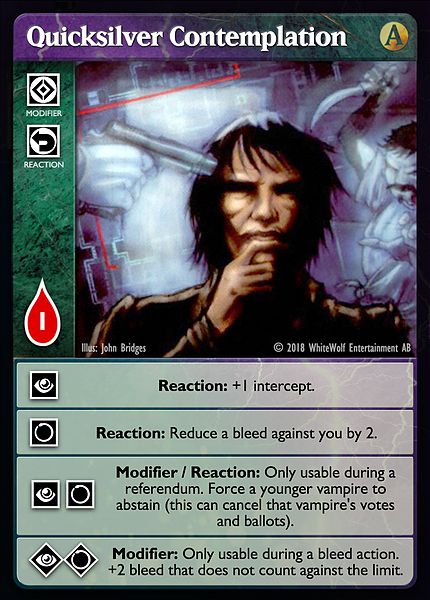 Quicksilver Contemplation
A
MODIFIER
REACTION
1
Illus: John Bridges
© 2018 WhiteWolf Entertainment AB
Reaction: +1 intercept.
Reaction: Reduce a bleed against you by 2.
Modifier / Reaction: Only usable during a
referendum. Force a younger vampire to
abstain (this can cancel that vampire's votes
and ballots).
Modifier: Only usable during a bleed action.
+2 bleed that does not count against the limit.